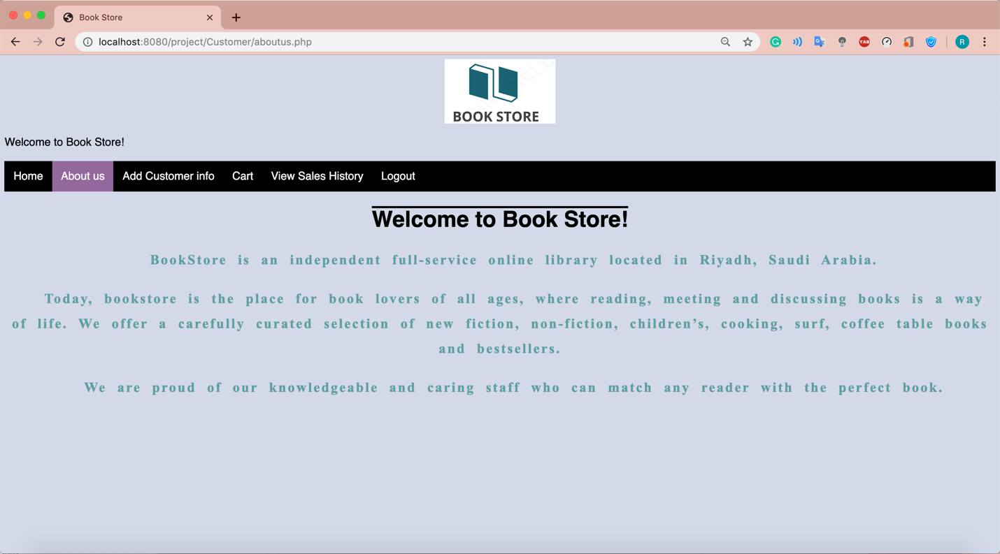 Book Store
localhost:8080/project/Customer/aboutus.php
YAB
R
BOOK STORE
Welcome to Book Store!
Home About us Add Customer info Cart View Sales History Logout
Welcome to Book Store!
BookStore is an independent full-service online library located in Riyadh, Saudi Arabia.
Today, bookstore is the place for book lovers of all ages, where reading, meeting and discussing books is a way
of life. We offer a carefully curated selection of new fiction, non-fiction, children’s, cooking, surf, coffee table books
and bestsellers.
We are proud of our knowledgeable and caring staff who can match any reader with the perfect book.